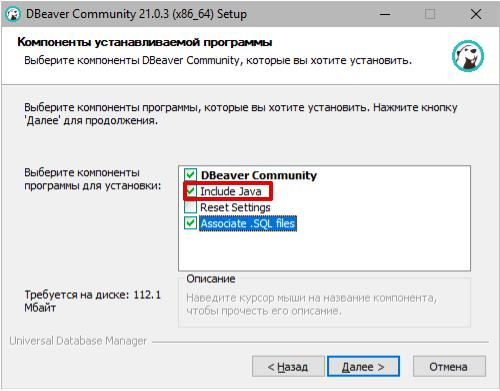 DBeaver Community 21.0.3 (x86_64) Setup
Компоненты устанавливаемой программы
Выберите компоненты DBeaver Community, которые вы хотите установить.
Выберите компоненты программы, которые вы хотите установить. Нажмите кнопку
'Далее' для продолжения.
Выберите компоненты
программы для установки:
DBeaver Community
Include Java
Reset Settings
Associate .SQL files
Требуется на диске: 112.1
Мбайт
Описание
Наведите курсор мыши на название компонента,
чтобы прочесть его описание.
Universal Database Manager
< Назад
Далее >
Отмена